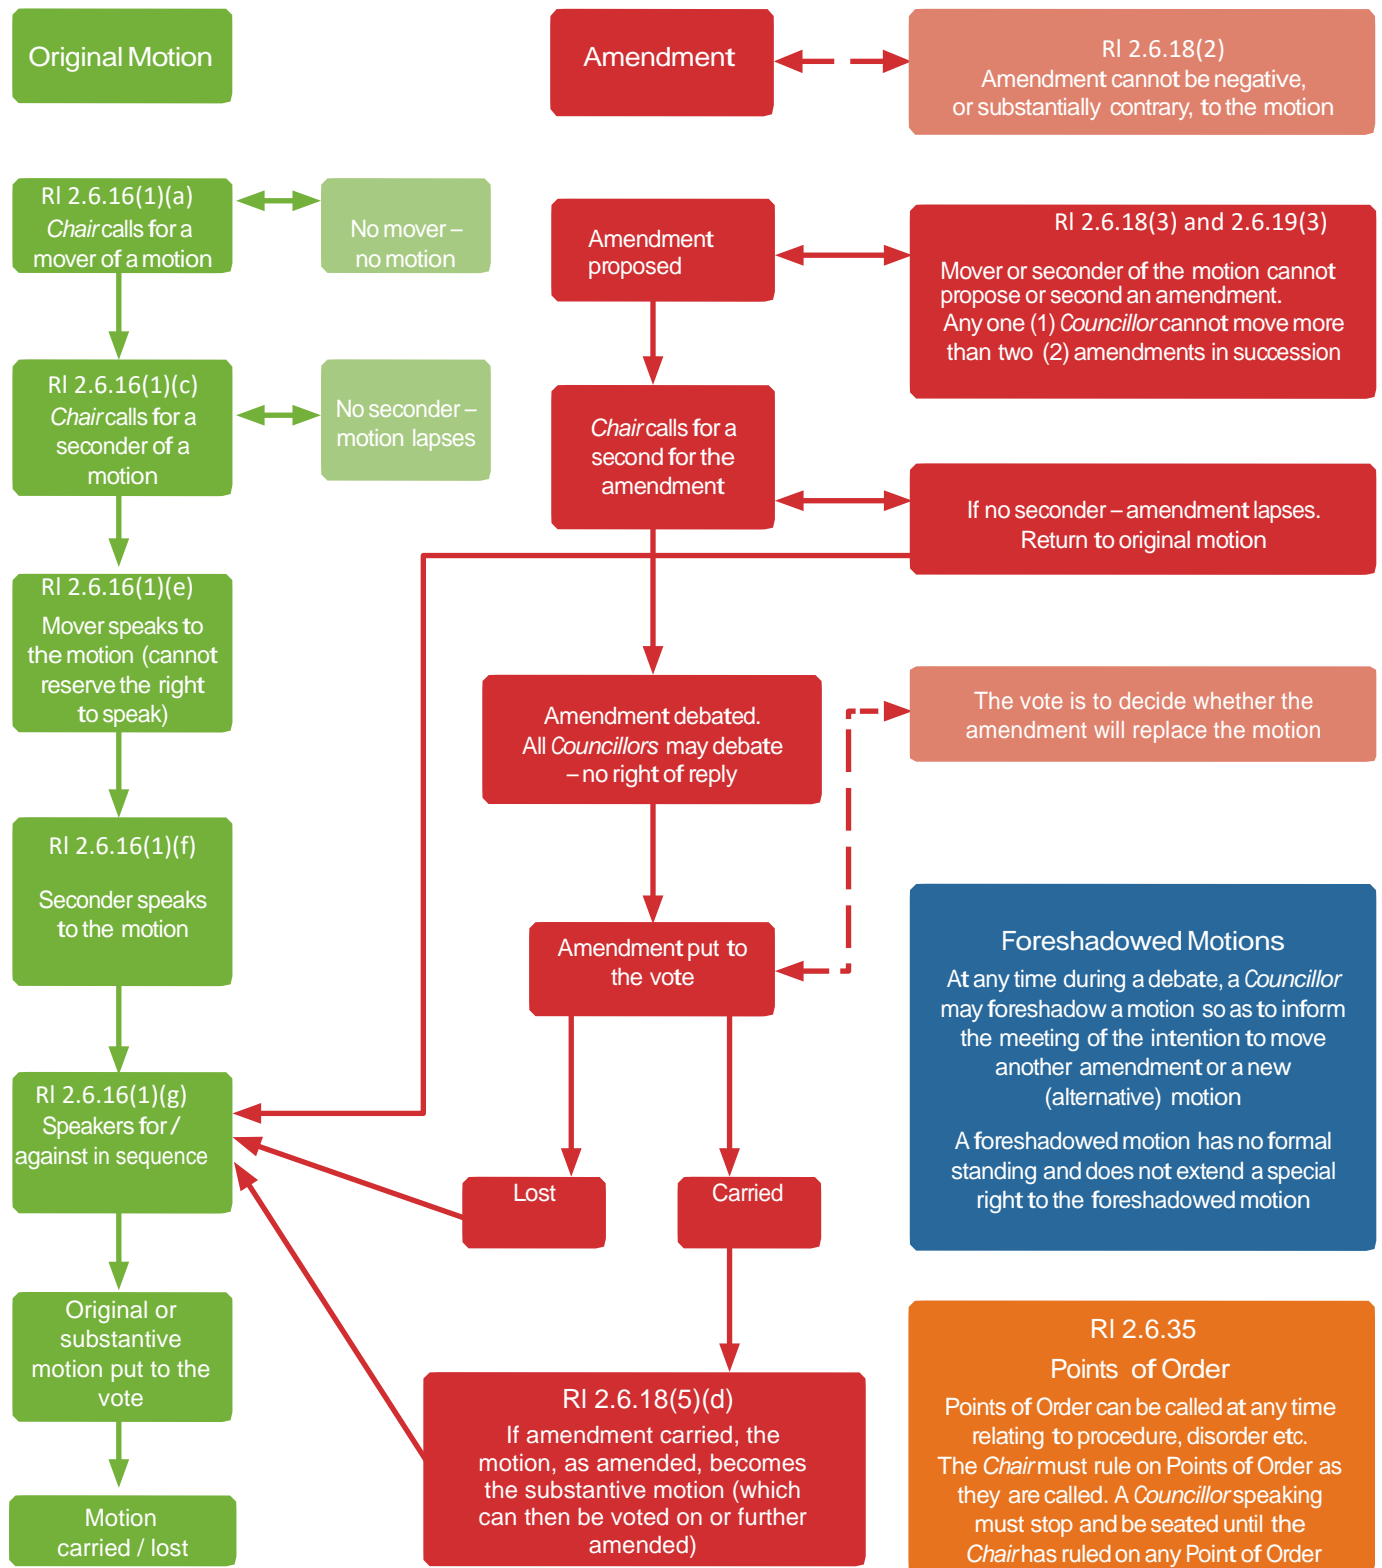 Original Motion
Rl 2.6.16(1)(a)
Chair calls for a
mover of a motion
No mover –
no motion
Rl 2.6.16(1)(c)
Chair calls for a
seconder of a
motion
No seconder –
motion lapses
Rl 2.6.16(1)(e)
Mover speaks to
the motion (cannot
reserve the right
to speak)
Rl 2.6.16(1)(f)
Seconder speaks
to the motion
Rl 2.6.16(1)(g)
Speakers for /
against in sequence
Original or
substantive
motion put to the
vote
Motion
carried / lost
Amendment
Rl 2.6.18(2)
Amendment cannot be negative,
or substantially contrary, to the motion
Amendment
proposed
Rl 2.6.18(3) and 2.6.19(3)
Mover or seconder of the motion cannot
propose or second an amendment.
Any one (1) Councillor cannot move more
than two (2) amendments in succession
Chair calls for a
second for the
amendment
If no seconder – amendment lapses.
Return to original motion
Amendment debated.
All Councillors may debate
– no right of reply
The vote is to decide whether the
amendment will replace the motion
Amendment put to
the vote
Lost
Carried
Rl 2.6.18(5)(d)
If amendment carried, the
motion, as amended, becomes
the substantive motion (which
can then be voted on or further
amended)
Foreshadowed Motions
At any time during a debate, a Councillor
may foreshadow a motion so as to inform
the meeting of the intention to move
another amendment or a new
(alternative) motion
A foreshadowed motion has no formal
standing and does not extend a special
right to the foreshadowed motion
Rl 2.6.35
Points of Order
Points of Order can be called at any time
relating to procedure, disorder etc.
The Chair must rule on Points of Order as
they are called. A Councillor speaking
must stop and be seated until the
Chair has ruled on any Point of Order